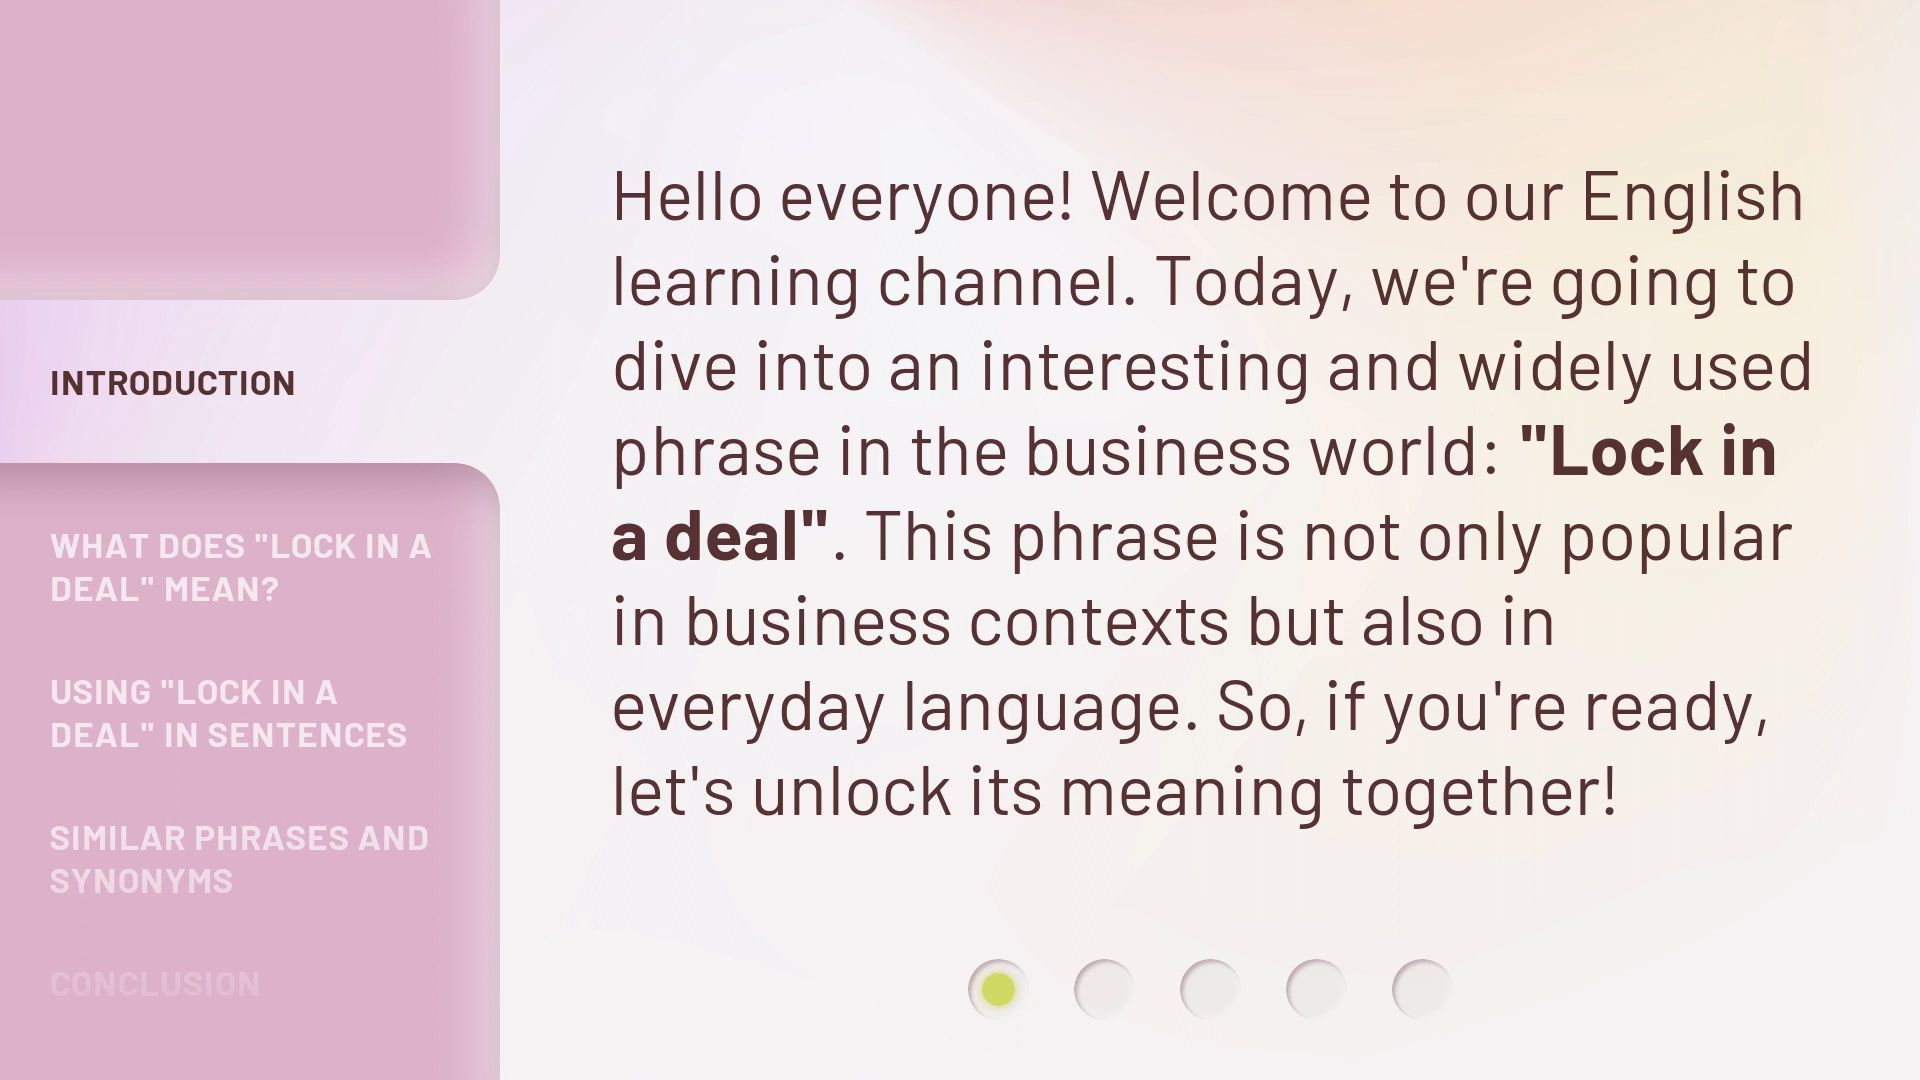 INTRODUCTION
WHAT DOES "LOCK IN A
DEAL" MEAN?
USING "LOCK IN A
DEAL" IN SENTENCES
SIMILAR PHRASES AND
SYNONYMS
CONCLUSION
Hello everyone! Welcome to our English
learning channel. Today, we're going to
dive into an interesting and widely used
phrase in the business world: "Lock in
a deal". This phrase is not only popular
in business contexts but also in
everyday language. So, if you're ready,
let's unlock its meaning together!